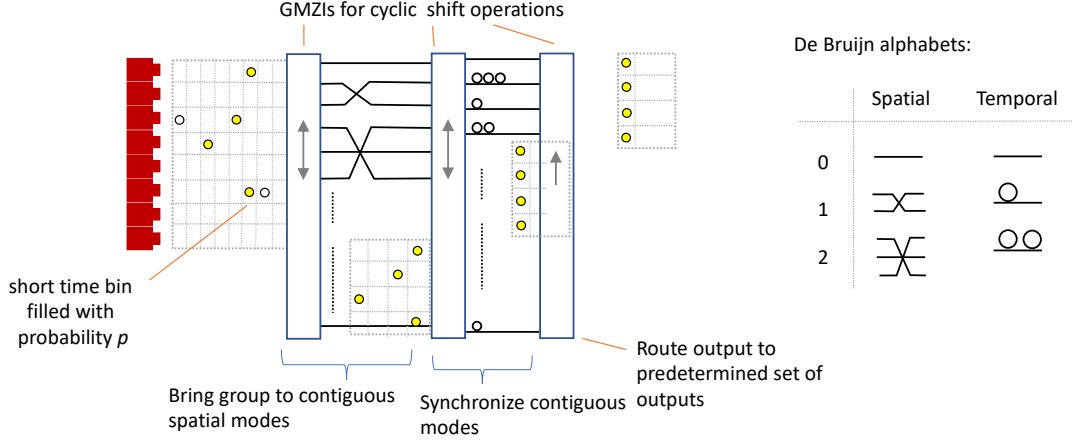 GMZIs for cyclic shift operations
De Bruijn alphabets:
Spatial
Temporal
0
1
2
short time bin
filled with
probability p
Bring group to contiguous
spatial modes
Synchronize contiguous
modes
Route output to
predetermined set of
outputs